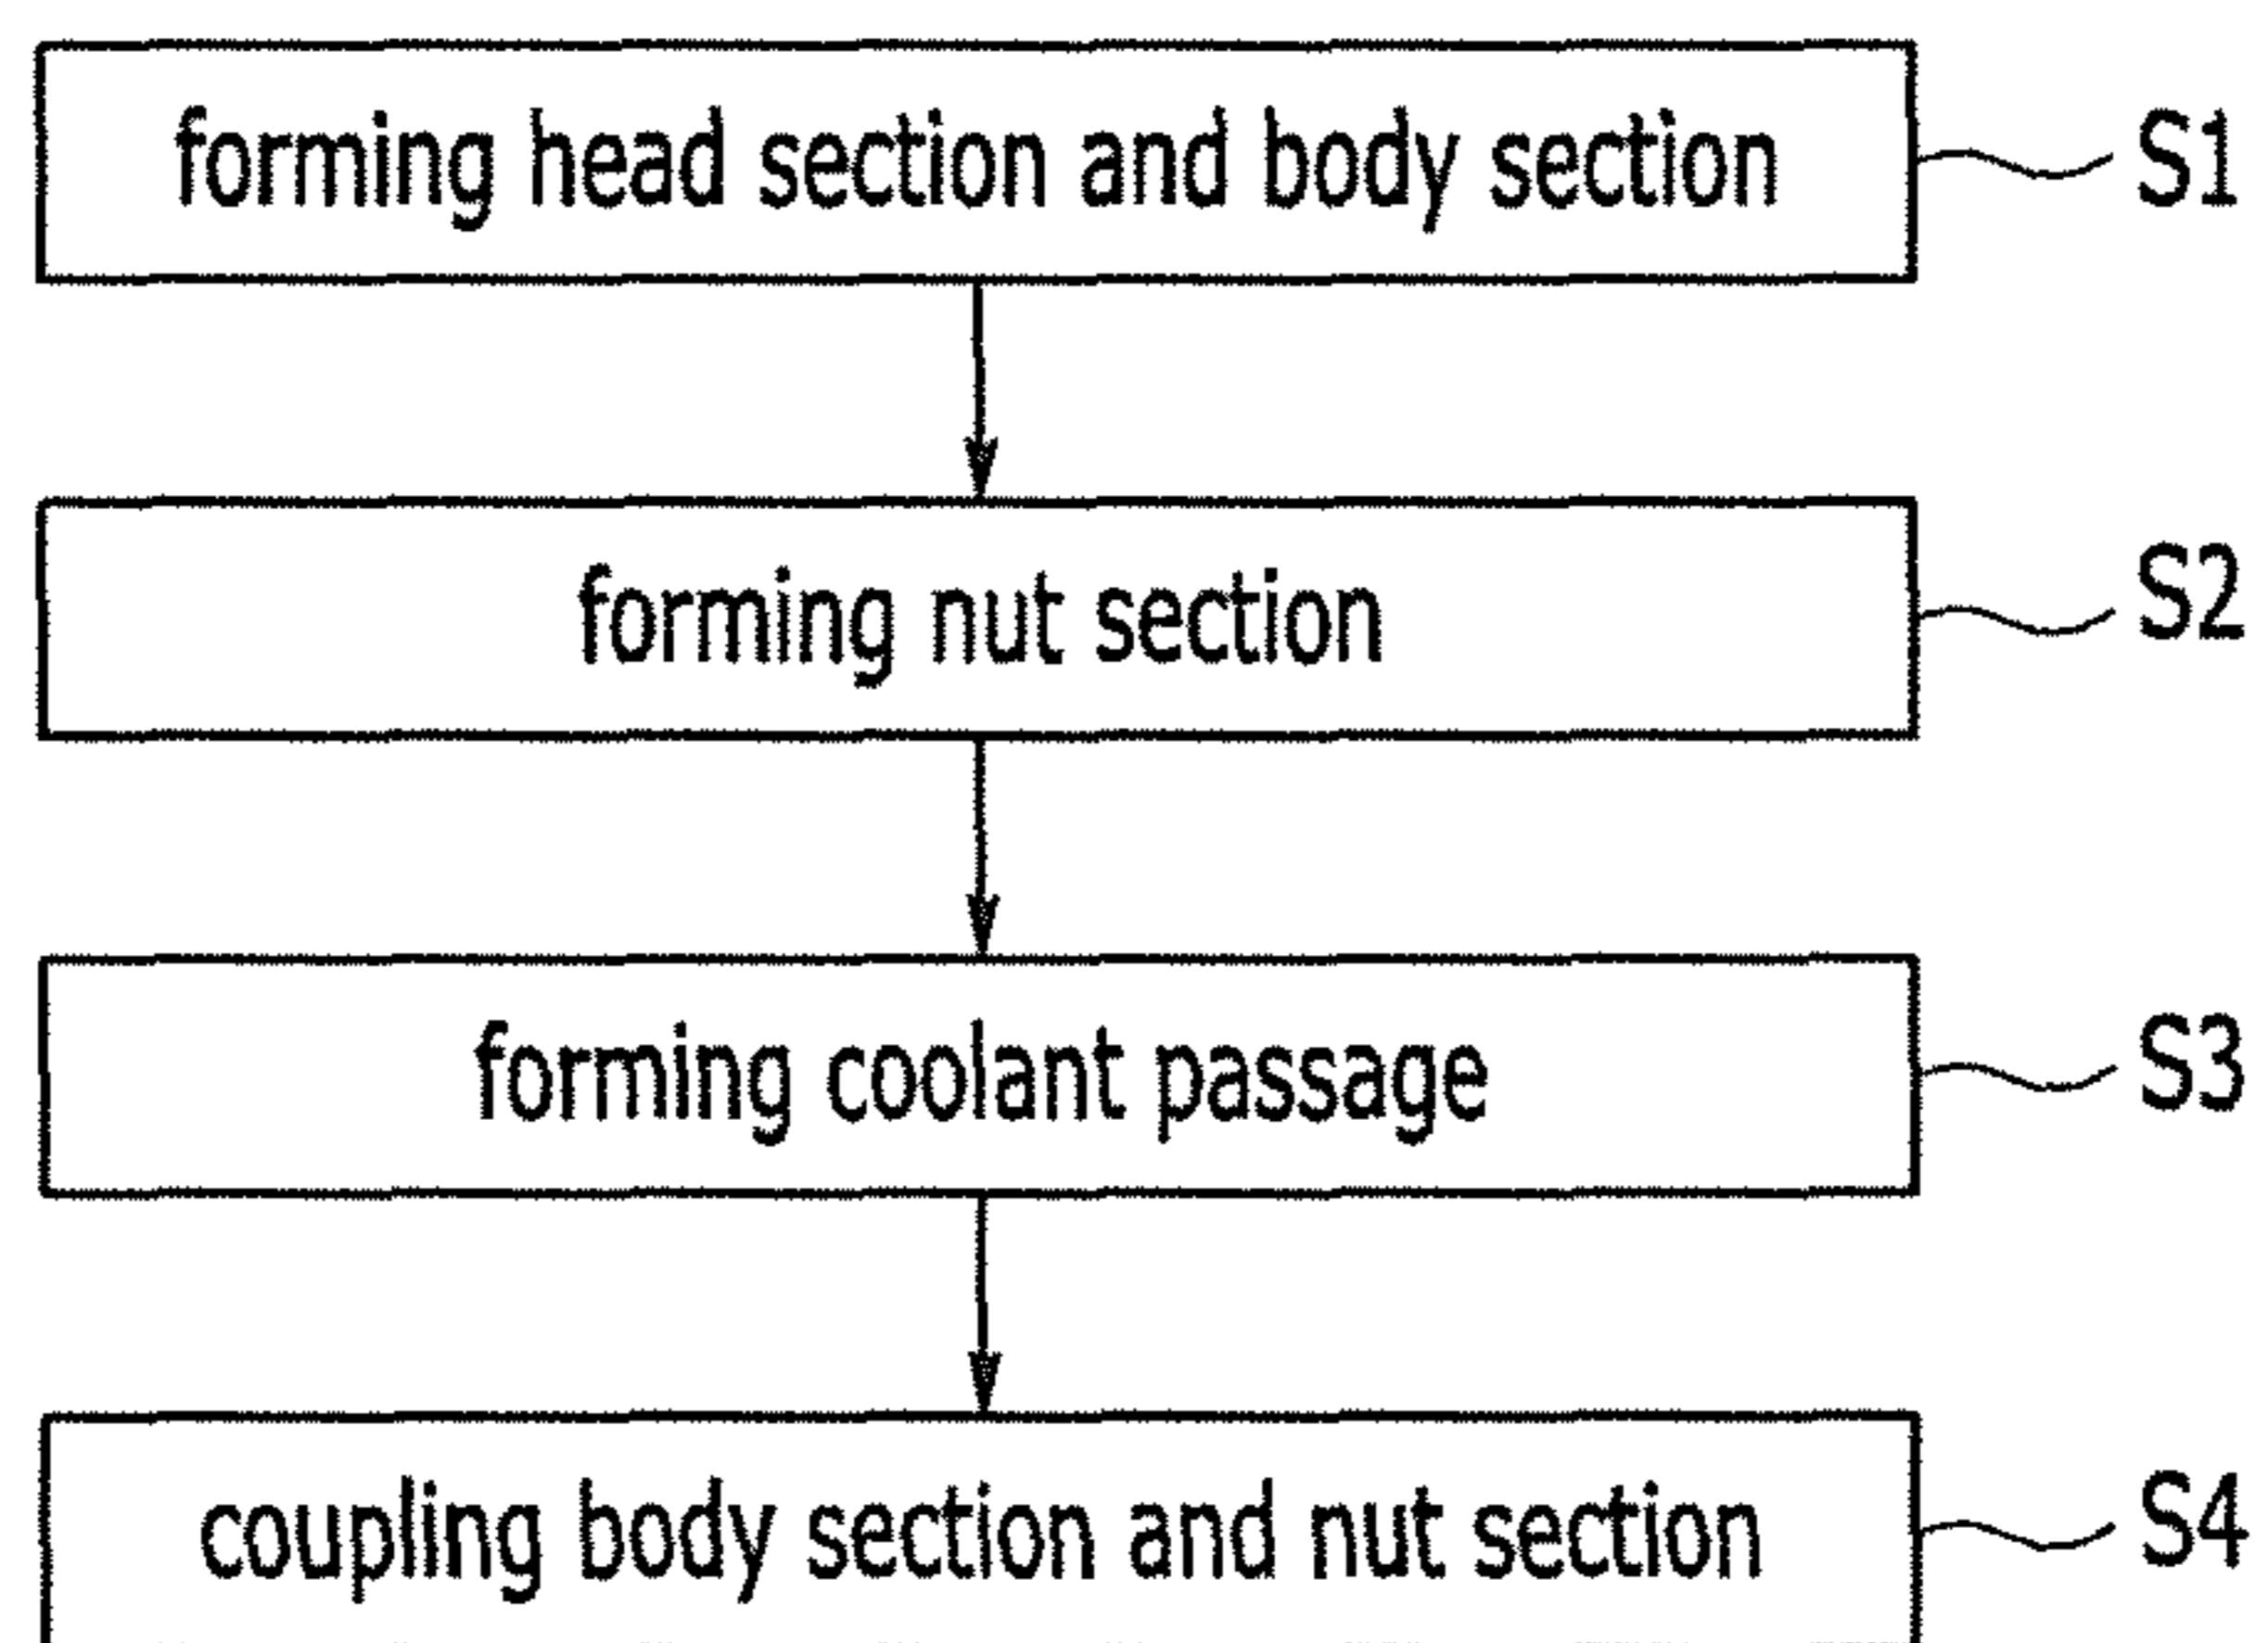 forming head section and body section S1
forming nut section S2
forming coolant passage S3
coupling body section and nut section S4